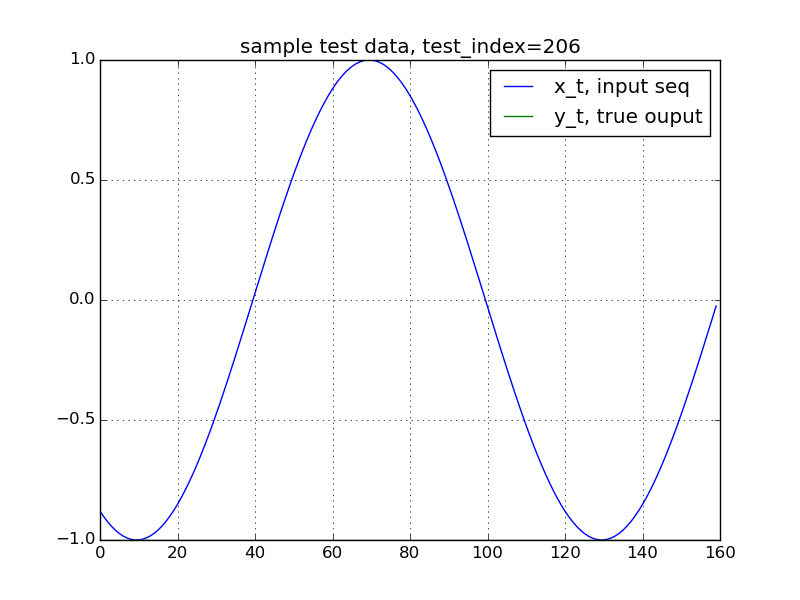 sample test data, test_index=206
x_t, input seq
y_t, true ouput
1.0
0.5
0.0
−0.5
−1.0
0 20 40 60 80 100 120 140 160